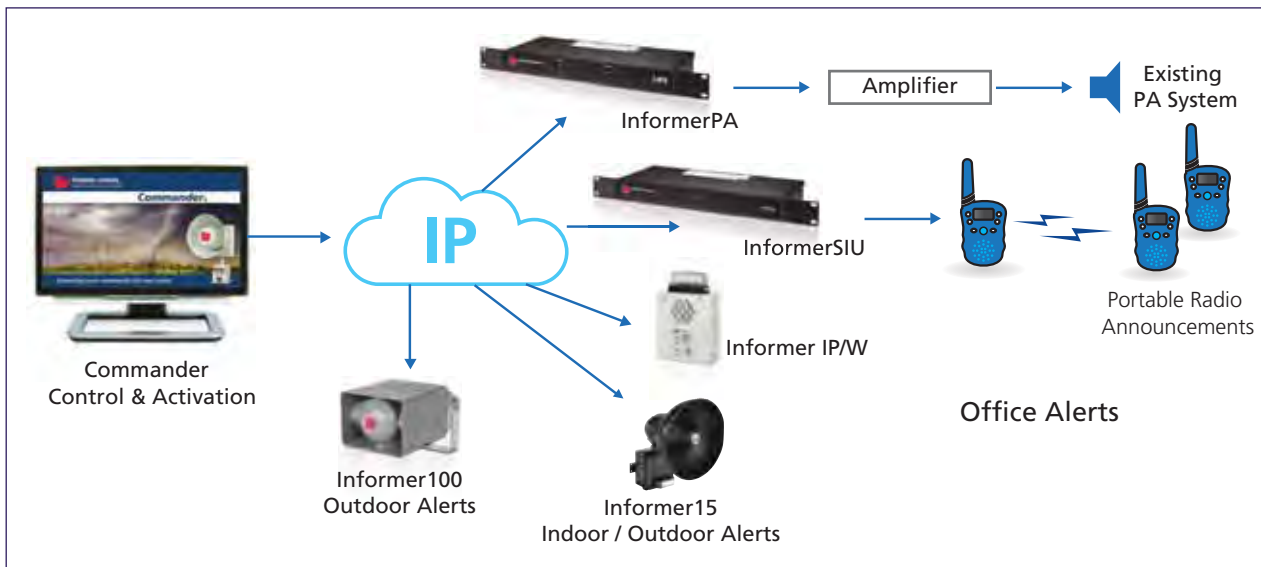 InformerPA
Amplifier
Existing
PA System
Commander
IP
InformerSIU
Portable Radio
Announcements
Informer IP/W
Commander
Control & Activation
Office Alerts
Informer100
Outdoor Alerts
Informer15
Indoor / Outdoor Alerts